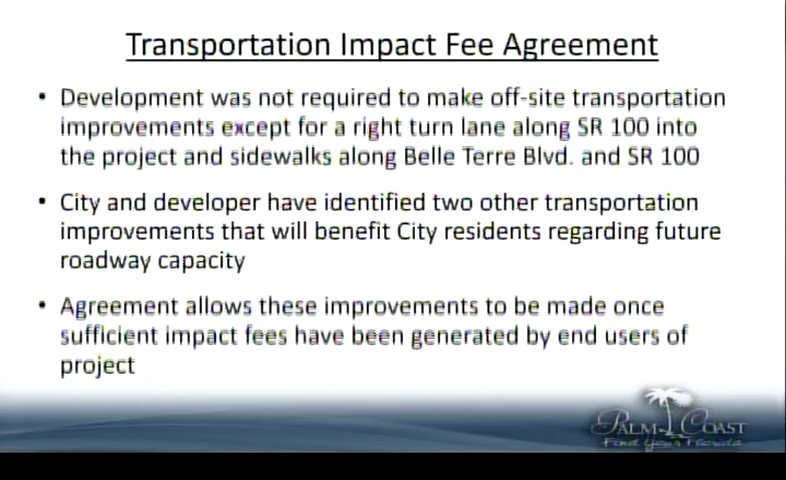 Transportation Impact Fee Agreement
• Development was not required to make off-site transportation
improvements except for a right turn lane along SR 100 into
the project and sidewalks along Belle Terre Blvd. and SR 100
• City and developer have identified two other transportation
improvements that will benefit City residents regarding future
roadway capacity
• Agreement allows these improvements to be made once
sufficient impact fees have been generated by end users of
project
PALM COAST
Find Your Florida